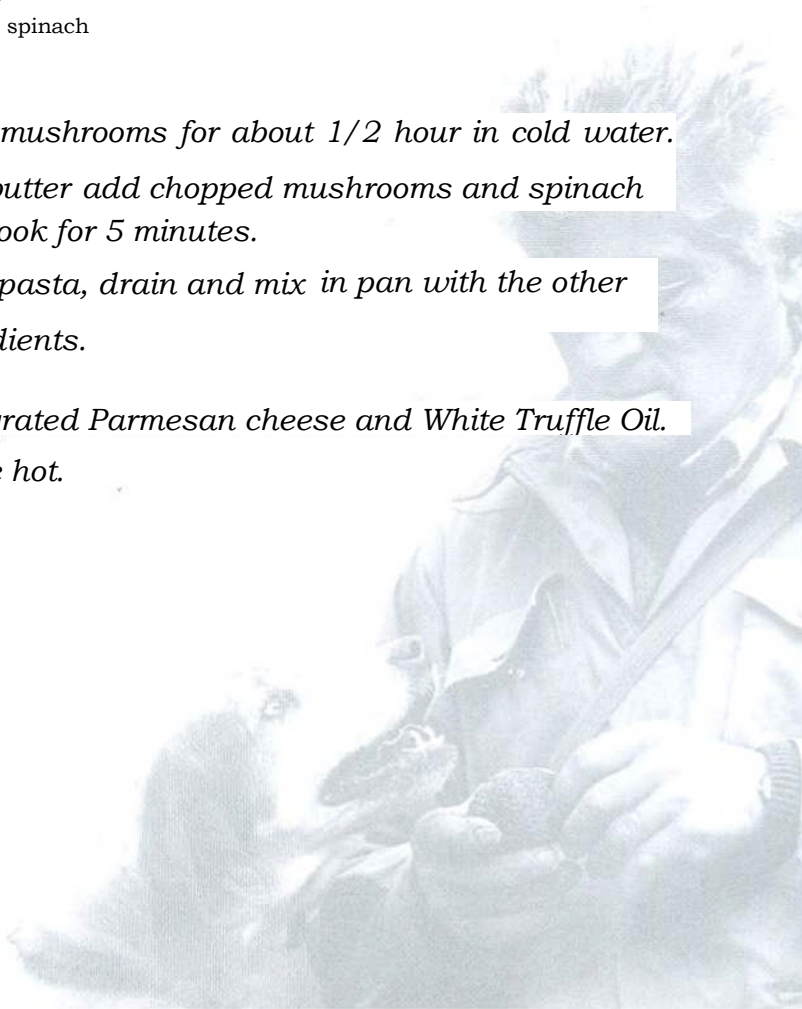 spinach
mushrooms for about 1/2 hour in cold water.
butter add chopped mushrooms and spinach
ook for 5 minutes.
pasta, drain and mix in pan with the other
dients.
rated Parmesan cheese and White Truffle Oil.
e hot.